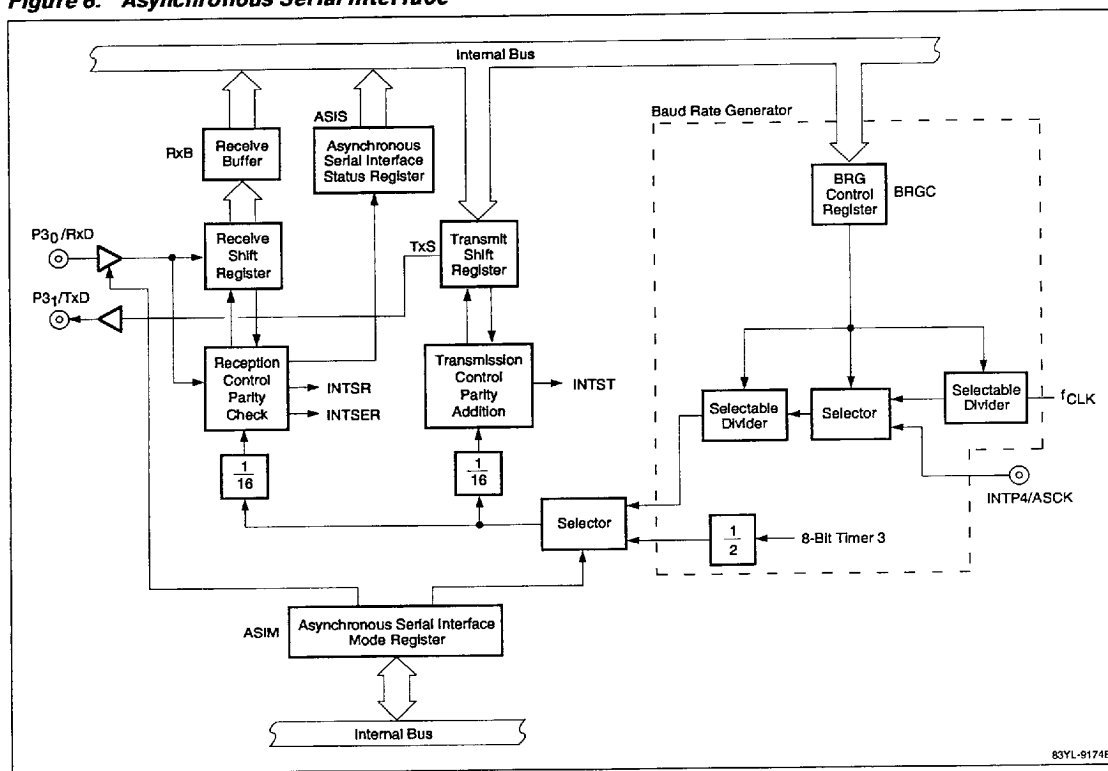 Figure 6. Asynchronous Serial Interface
Internal Bus
Baud Rate Generator
ASIS
RxB
Receive
Buffer
Asynchronous
Serial Interface
Status Register
BRG
Control
Register
BRGC
P3₀/RxD
Receive
Shift
Register
TxS
Transmit
Shift
Register
P3₁/TxD
Reception
Control
Parity
Check
INTSR
INTSER
Transmission
Control
Parity
Addition
INTST
Selectable
Divider
Selector
Selectable
Divider
fCLK
1
16
1
16
INTP4/ASCK
Selector
1
2
8-Bit Timer 3
ASIM
Asynchronous Serial Interface
Mode Register
Internal Bus